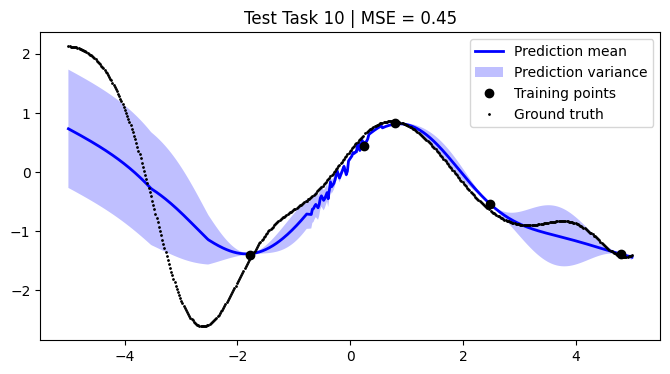 Test Task 10 | MSE = 0.45
Prediction mean
Prediction variance
Training points
Ground truth
2
1
0
−1
−2
−4
−2
0
2
4